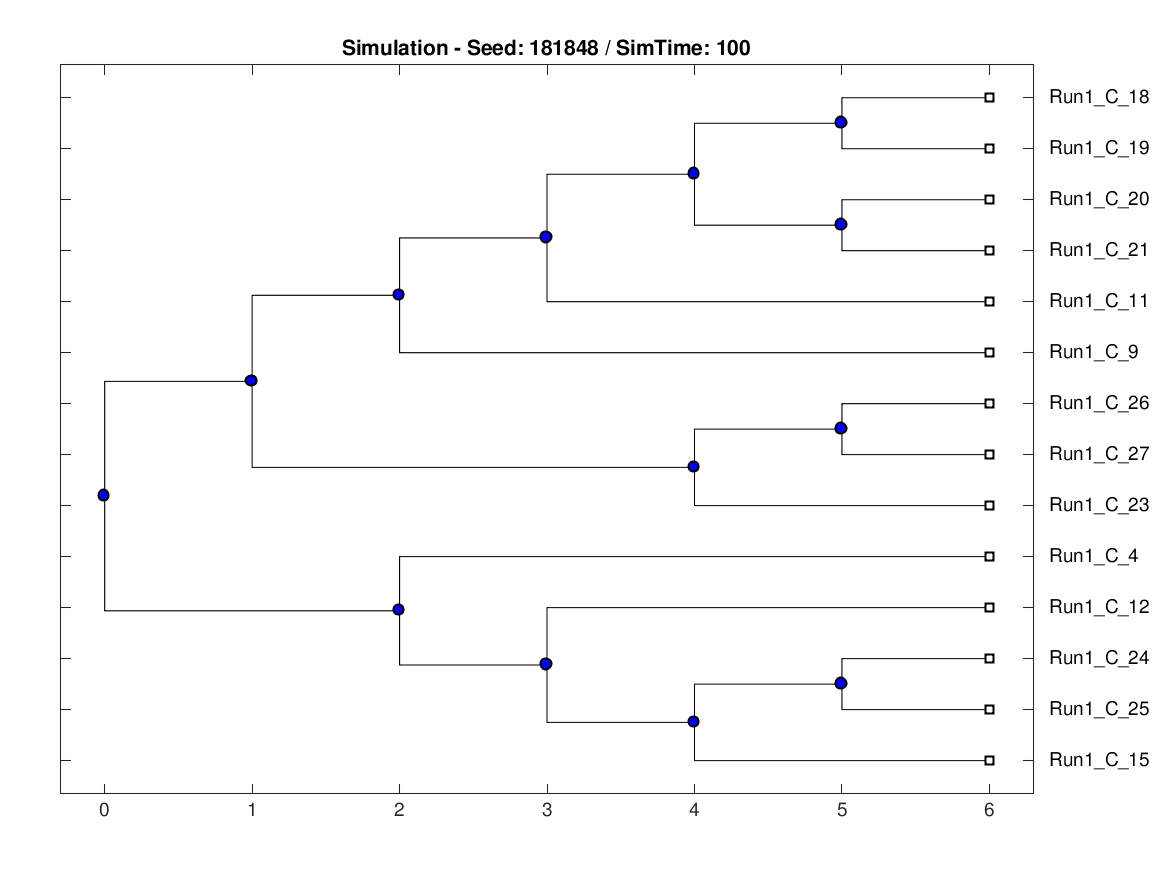 Simulation - Seed: 181848 / SimTime: 100
Run1_C_18
Run1_C_19
Run1_C_20
Run1_C_21
Run1_C_11
Run1_C_9
Run1_C_26
Run1_C_27
Run1_C_23
Run1_C_4
Run1_C_12
Run1_C_24
Run1_C_25
Run1_C_15
0 1 2 3 4 5 6